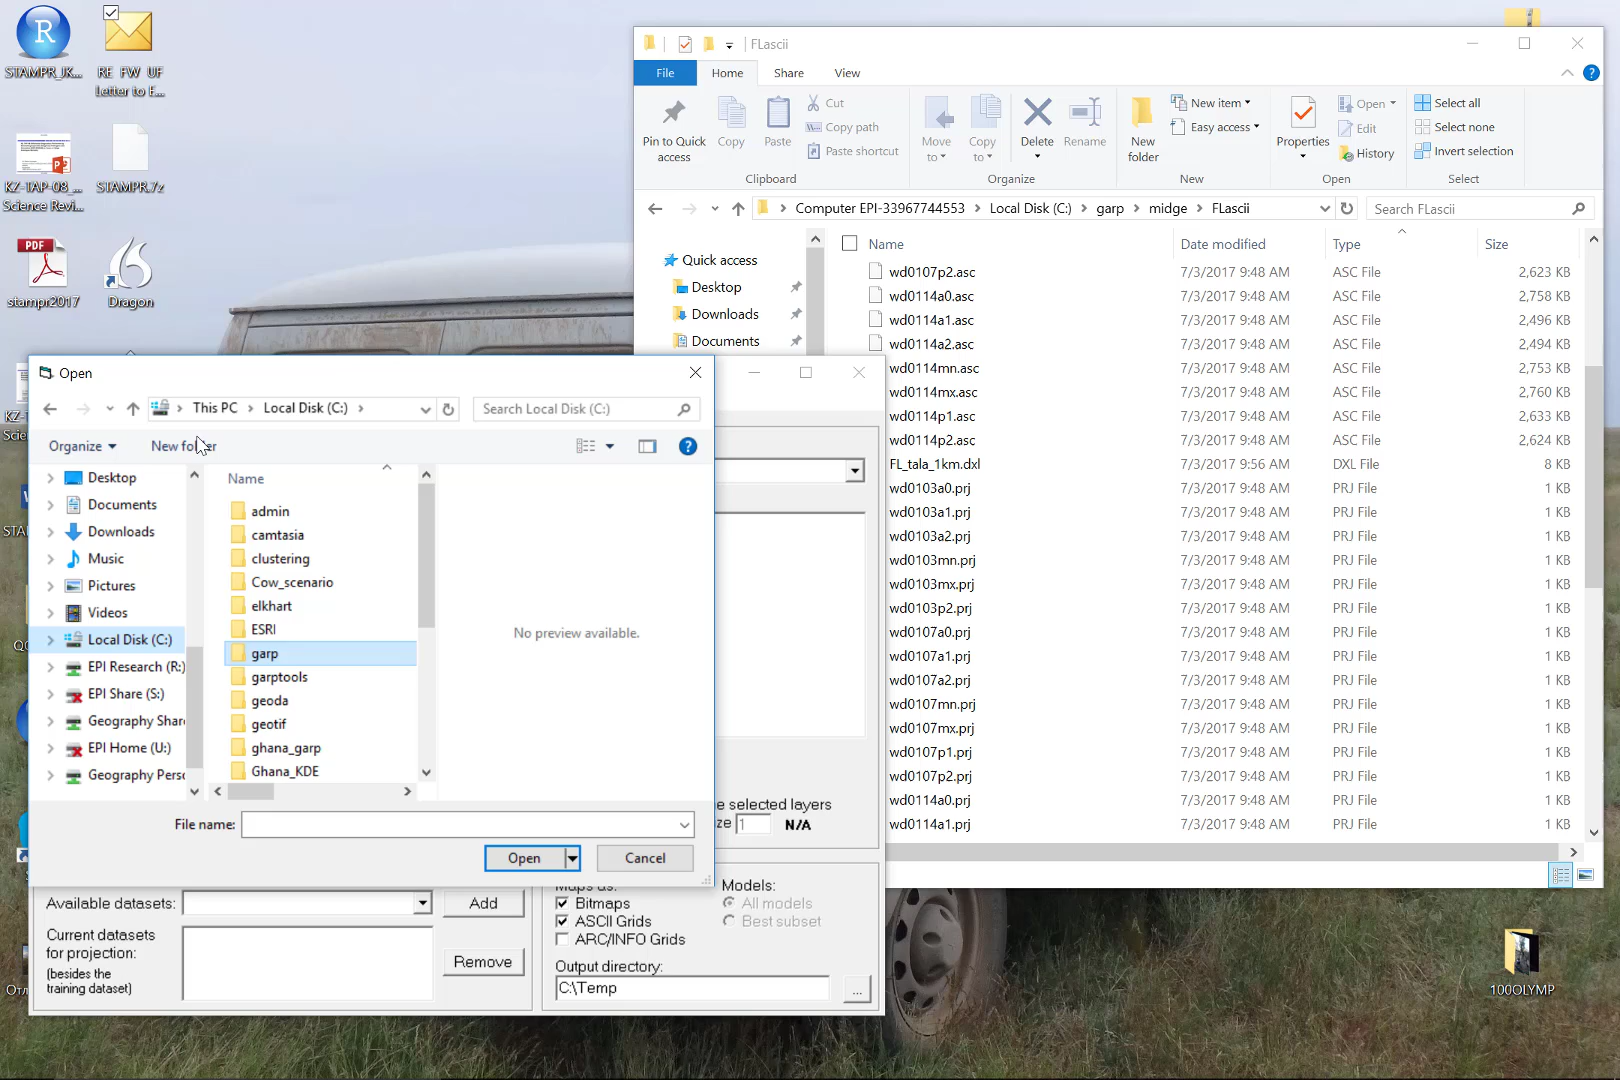 STAMPR_JK...
RE_FW_UF
Letter to E...
KZ-TAP-08_...
Science Revi...
STAMPR.7z
PDF
stampr2017
Dragon
FLascii
File
Home
Share
View
Pin to Quick
access
Copy
Paste
Cut
Copy path
Paste shortcut
Clipboard
Move
to
Copy
to
Delete
Rename
Organize
New
folder
New item
Easy access
New
Properties
Open
Edit
History
Open
Select all
Select none
Invert selection
Select
Computer EPI-33967744553
Local Disk (C:)
garp
midge
FLascii
Search FLascii
Quick access
Desktop
Downloads
Documents
Name
Date modified
Type
Size
wd0107p2.asc 7/3/2017 9:48 AM ASC File 2,623 KB
wd0114a0.asc 7/3/2017 9:48 AM ASC File 2,758 KB
wd0114a1.asc 7/3/2017 9:48 AM ASC File 2,496 KB
wd0114a2.asc 7/3/2017 9:48 AM ASC File 2,494 KB
wd0114mn.asc 7/3/2017 9:48 AM ASC File 2,753 KB
wd0114mx.asc 7/3/2017 9:48 AM ASC File 2,760 KB
wd0114p1.asc 7/3/2017 9:48 AM ASC File 2,633 KB
wd0114p2.asc 7/3/2017 9:48 AM ASC File 2,624 KB
FL_tala_1km.dxl 7/3/2017 9:56 AM DXL File 8 KB
wd0103a0.prj 7/3/2017 9:48 AM PRJ File 1 KB
wd0103a1.prj 7/3/2017 9:48 AM PRJ File 1 KB
wd0103a2.prj 7/3/2017 9:48 AM PRJ File 1 KB
wd0103mn.prj 7/3/2017 9:48 AM PRJ File 1 KB
wd0103mx.prj 7/3/2017 9:48 AM PRJ File 1 KB
wd0103p2.prj 7/3/2017 9:48 AM PRJ File 1 KB
wd0107a0.prj 7/3/2017 9:48 AM PRJ File 1 KB
wd0107a1.prj 7/3/2017 9:48 AM PRJ File 1 KB
wd0107a2.prj 7/3/2017 9:48 AM PRJ File 1 KB
wd0107mn.prj 7/3/2017 9:48 AM PRJ File 1 KB
wd0107mx.prj 7/3/2017 9:48 AM PRJ File 1 KB
wd0107p1.prj 7/3/2017 9:48 AM PRJ File 1 KB
wd0107p2.prj 7/3/2017 9:48 AM PRJ File 1 KB
wd0114a0.prj 7/3/2017 9:48 AM PRJ File 1 KB
wd0114a1.prj 7/3/2017 9:48 AM PRJ File 1 KB
Open
This PC
Local Disk (C:)
Search Local Disk (C:)
Organize
New folder
Desktop
Documents
Downloads
Music
Pictures
Videos
Local Disk (C:)
EPI Research (R:)
EPI Share (S:)
Geography Shar
EPI Home (U:)
Geography Pers
Name
admin
camtasia
clustering
Cow_scenario
elkhart
ESRI
garp
garptools
geoda
geotif
ghana_garp
Ghana_KDE
No preview available.
File name:
Open
Cancel
e selected layers
ze 1 N/A
Available datasets:
Add
Current datasets
for projection:
(besides the
training dataset)
Remove
Maps as:
Bitmaps
ASCII Grids
ARC/INFO Grids
Models:
All models
Best subset
Output directory:
C:\Temp
...
100OLYMP